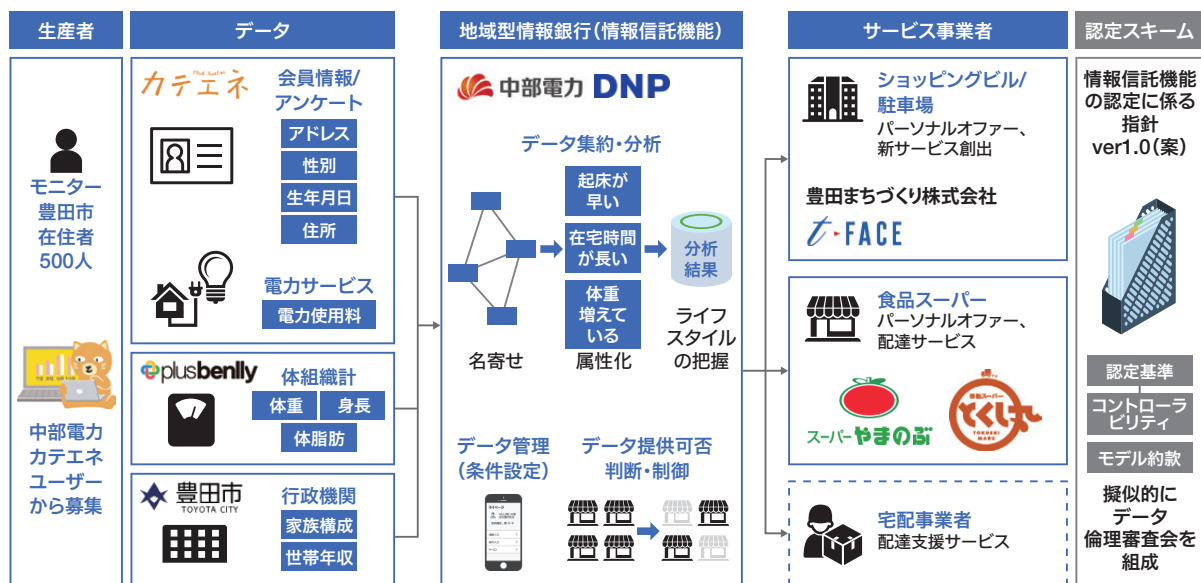 生産者
モニター
豊田市
在住者
500人
中部電力
カテエネ
ユーザー
から募集
データ
カテエネ
会員情報/
アンケート
アドレス
性別
生年月日
住所
電力サービス
電力使用料
plusbenlly
体組織計
体重
身長
体脂肪
豊田市
TOYOTA CITY
行政機関
家族構成
世帯年収
地域型情報銀行(情報信託機能)
中部電力 DNP
データ集約・分析
起床が
早い
在宅時間
が長い
体重
増えて
いる
分析
結果
名寄せ
属性化
ライフ
スタイル
の把握
データ管理
(条件設定)
マイページ
データ提供可否
判断・制御
サービス事業者
ショッピングビル/
駐車場
パーソナルオファー、
新サービス創出
豊田まちづくり株式会社
t FACE
食品スーパー
パーソナルオファー、
配達サービス
スーパーやまのぶ
移動スーパー
とくし丸
TOKUSHI
MARU
宅配事業者
配達支援サービス
認定スキーム
情報信託機能
の認定に係る
指針
ver1.0(案)
認定基準
コントローラ
ビリティ
モデル約款
擬似的に
データ
倫理審査会を
組成